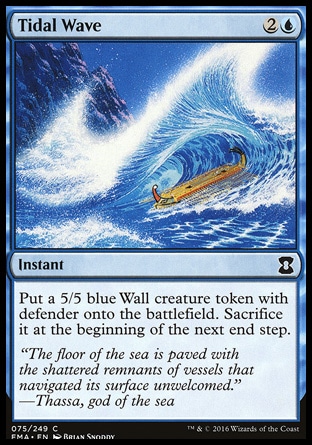 Tidal Wave 2
Instant
Put a 5/5 blue Wall creature token with
defender onto the battlefield. Sacrifice
it at the beginning of the next end step.
“The floor of the sea is paved with
the shattered remnants of vessels that
navigated its surface unwelcomed.”
—Thassa, god of the sea
075/249 C
EMA • EN Brian Snoddy
™ & © 2016 Wizards of the Coast